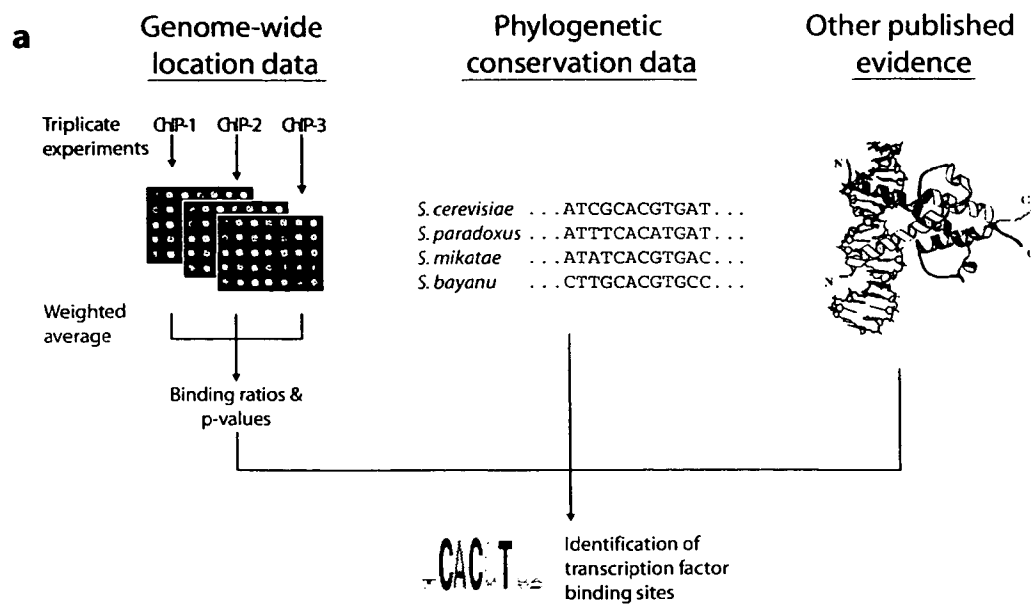 a
Genome-wide
location data
Phylogenetic
conservation data
Other published
evidence
Triplicate
experiments
ChIP-1 ChIP-2 ChIP-3
S. cerevisiae ...ATCGCACGTGAT...
S. paradoxus ...ATTTCACATGAT...
S. mikatae ...ATATCACGTGAC...
S. bayanu ...CTTGCACGTGCC...
N
C
N
Weighted
average
Binding ratios &
p-values
CAC T
Identification of
transcription factor
binding sites